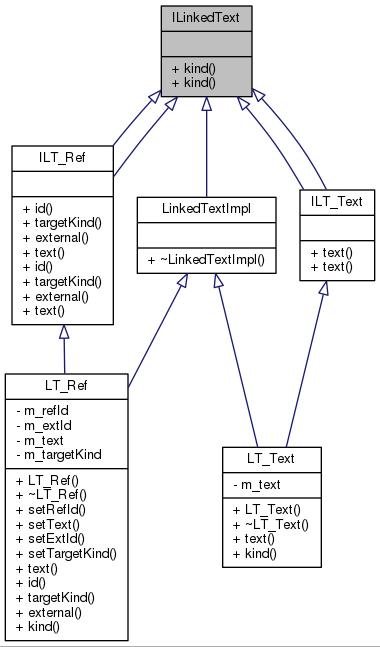 ILinkedText
+ kind()
+ kind()
ILT_Ref
+ id()
+ targetKind()
+ external()
+ text()
+ id()
+ targetKind()
+ external()
+ text()
LinkedTextImpl
+ ~LinkedTextImpl()
ILT_Text
+ text()
+ text()
LT_Ref
- m_refId
- m_extId
- m_text
- m_targetKind
+ LT_Ref()
+ ~LT_Ref()
+ setRefId()
+ setText()
+ setExtId()
+ setTargetKind()
+ text()
+ id()
+ targetKind()
+ external()
+ kind()
LT_Text
- m_text
+ LT_Text()
+ ~LT_Text()
+ text()
+ kind()